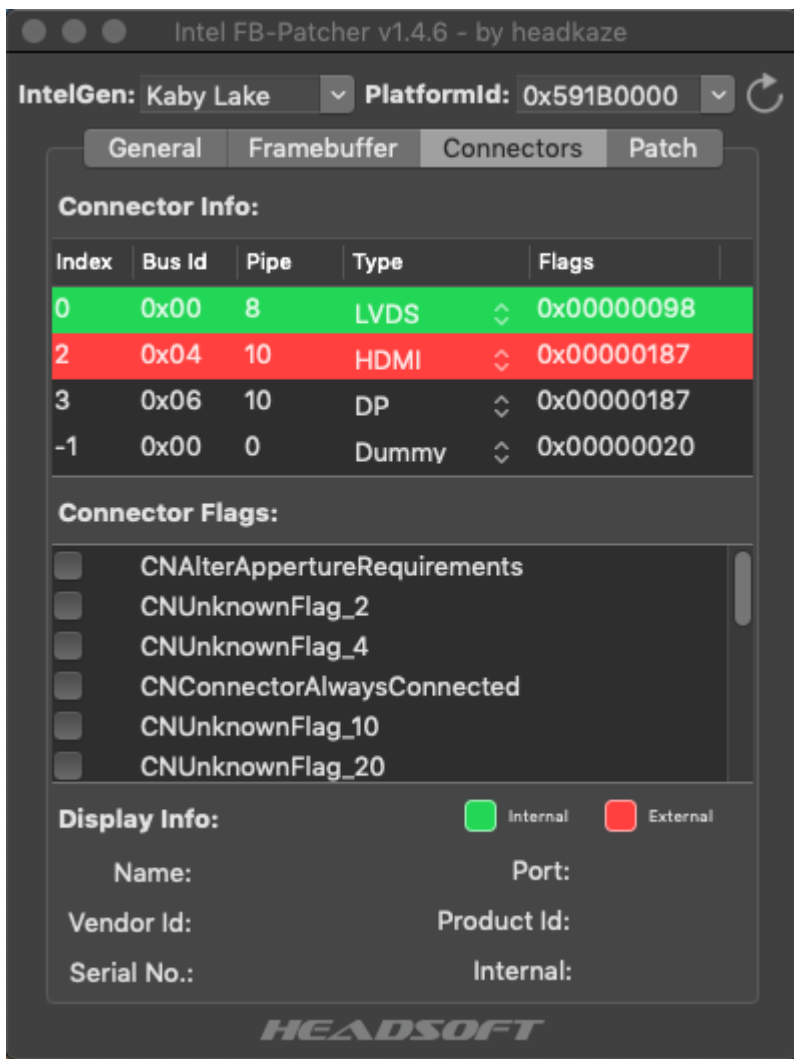 Intel FB-Patcher v1.4.6 - by headkaze
IntelGen: Kaby Lake PlatformId: 0x591B0000
General Framebuffer Connectors Patch
Connector Info:
Index Bus Id Pipe Type Flags
0 0x00 8 LVDS 0x00000098
2 0x04 10 HDMI 0x00000187
3 0x06 10 DP 0x00000187
-1 0x00 0 Dummy 0x00000020
Connector Flags:
CNAlterAppertureRequirements
CNUnknownFlag_2
CNUnknownFlag_4
CNConnectorAlwaysConnected
CNUnknownFlag_10
CNUnknownFlag_20
Display Info: Internal External
Name: Port:
Vendor Id: Product Id:
Serial No.: Internal:
HEADSOFT